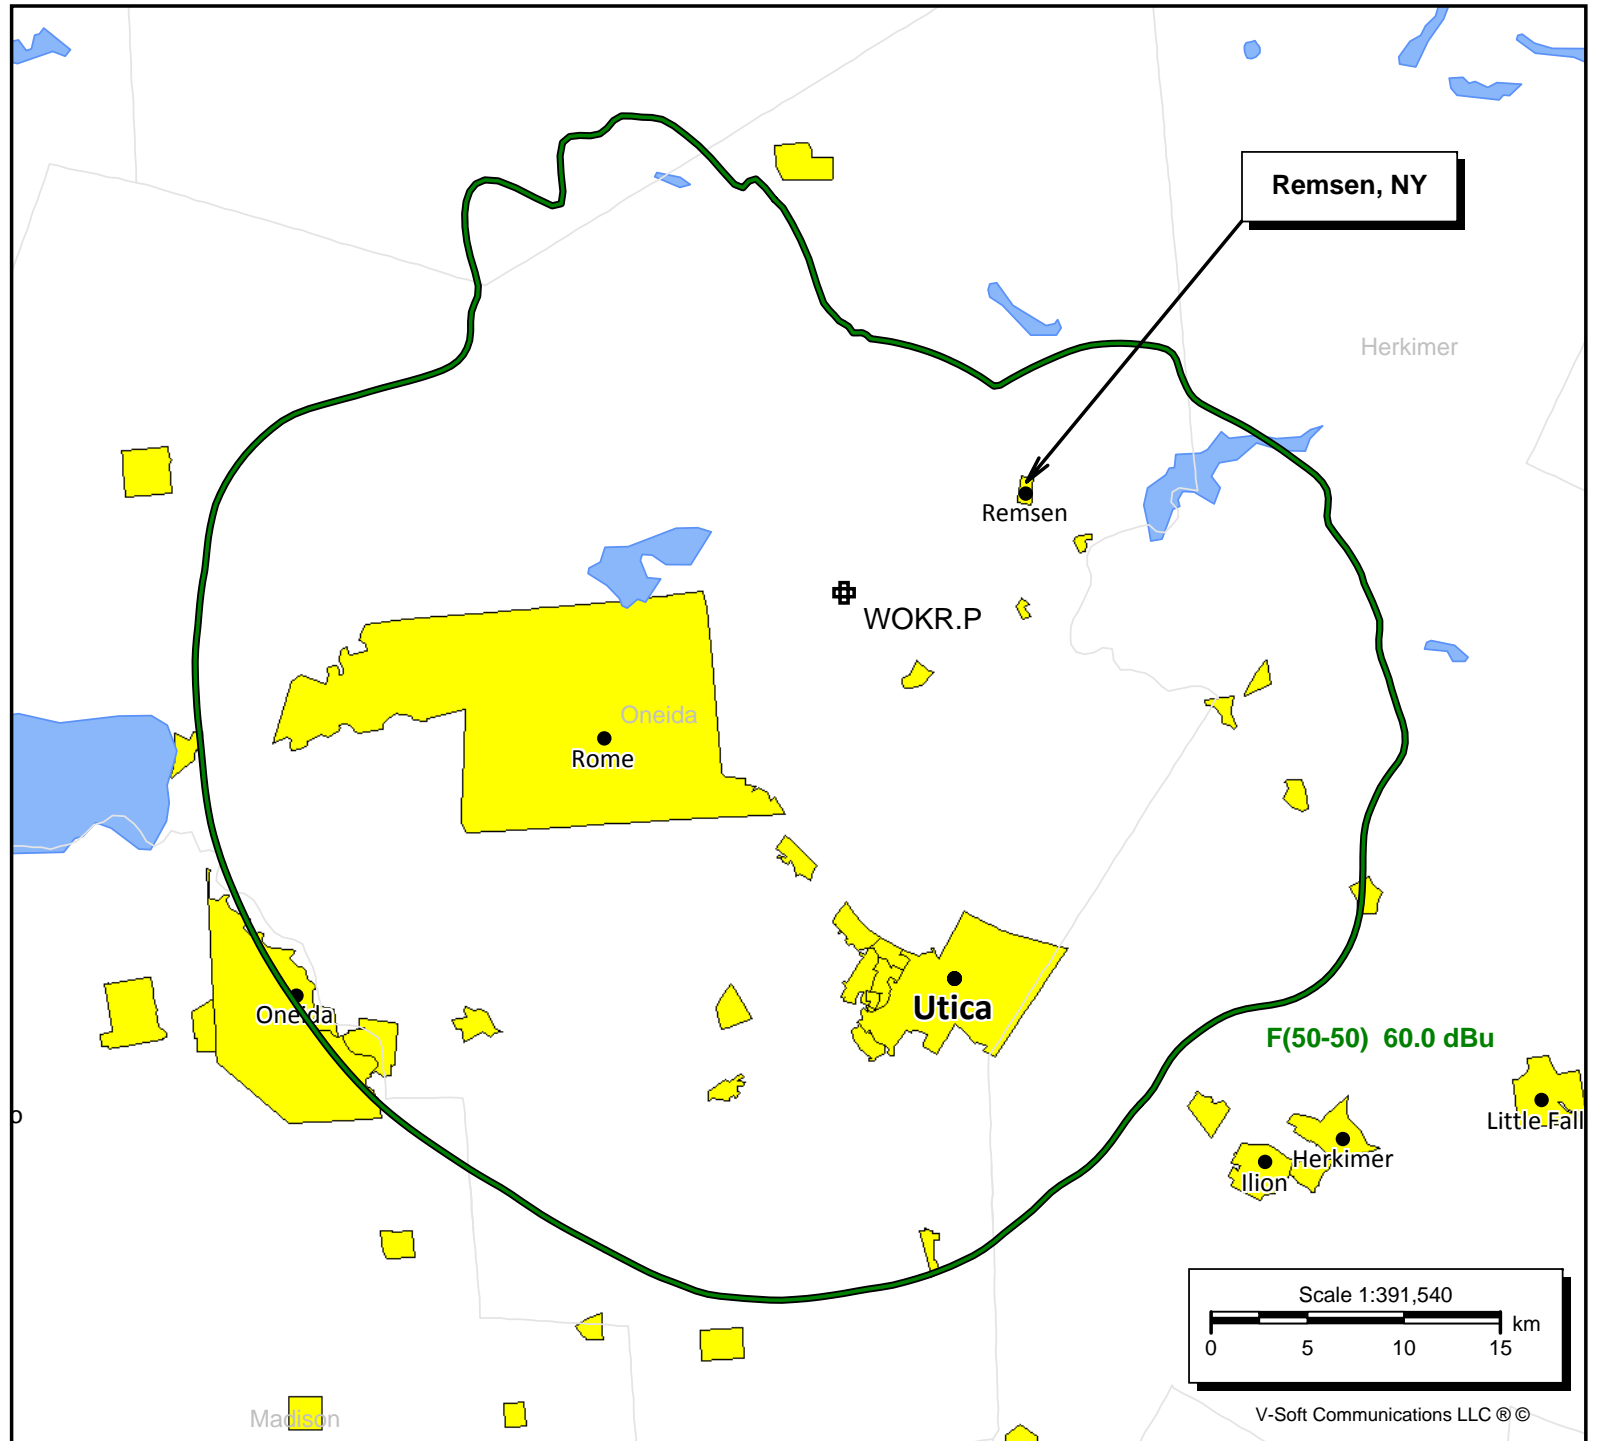 Remsen, NY
Herkimer
Remsen
WOKR.P
Oneida
Rome
Utica
Oneida
F(50-50) 60.0 dBu
o
Little Fall
Herkimer
Ilion
Scale 1:391,540
km
0 5 10 15
V-Soft Communications LLC ® ©
Madison